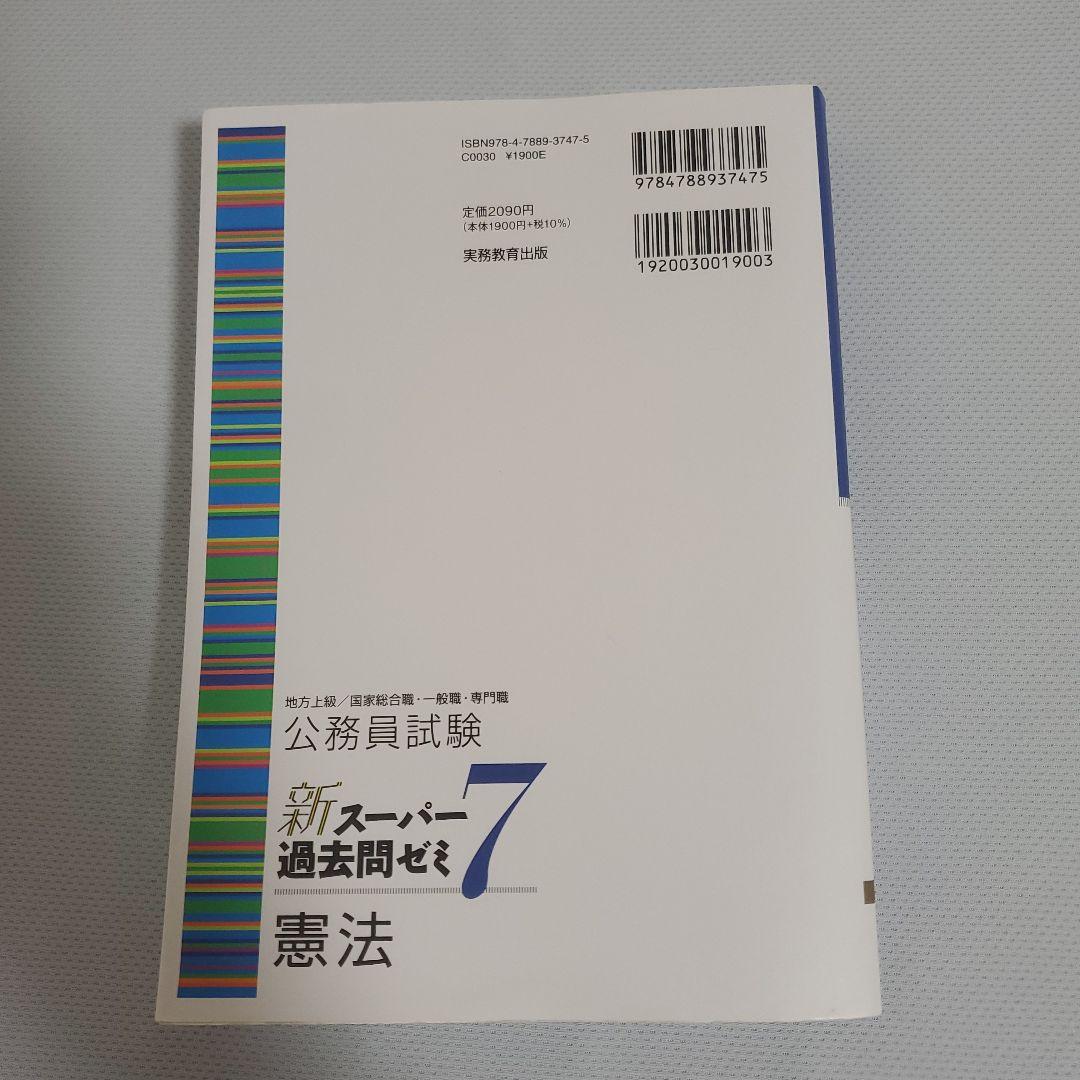 ISBN978-4-7889-3747-5
C0030 ¥1900E
9784788937475
定価2090円
(本体1900円+税10%)
実務教育出版
1920030019003
地方上級/国家総合職・一般職・専門職
公務員試験
新スーパー
過去問ゼミ7
憲法